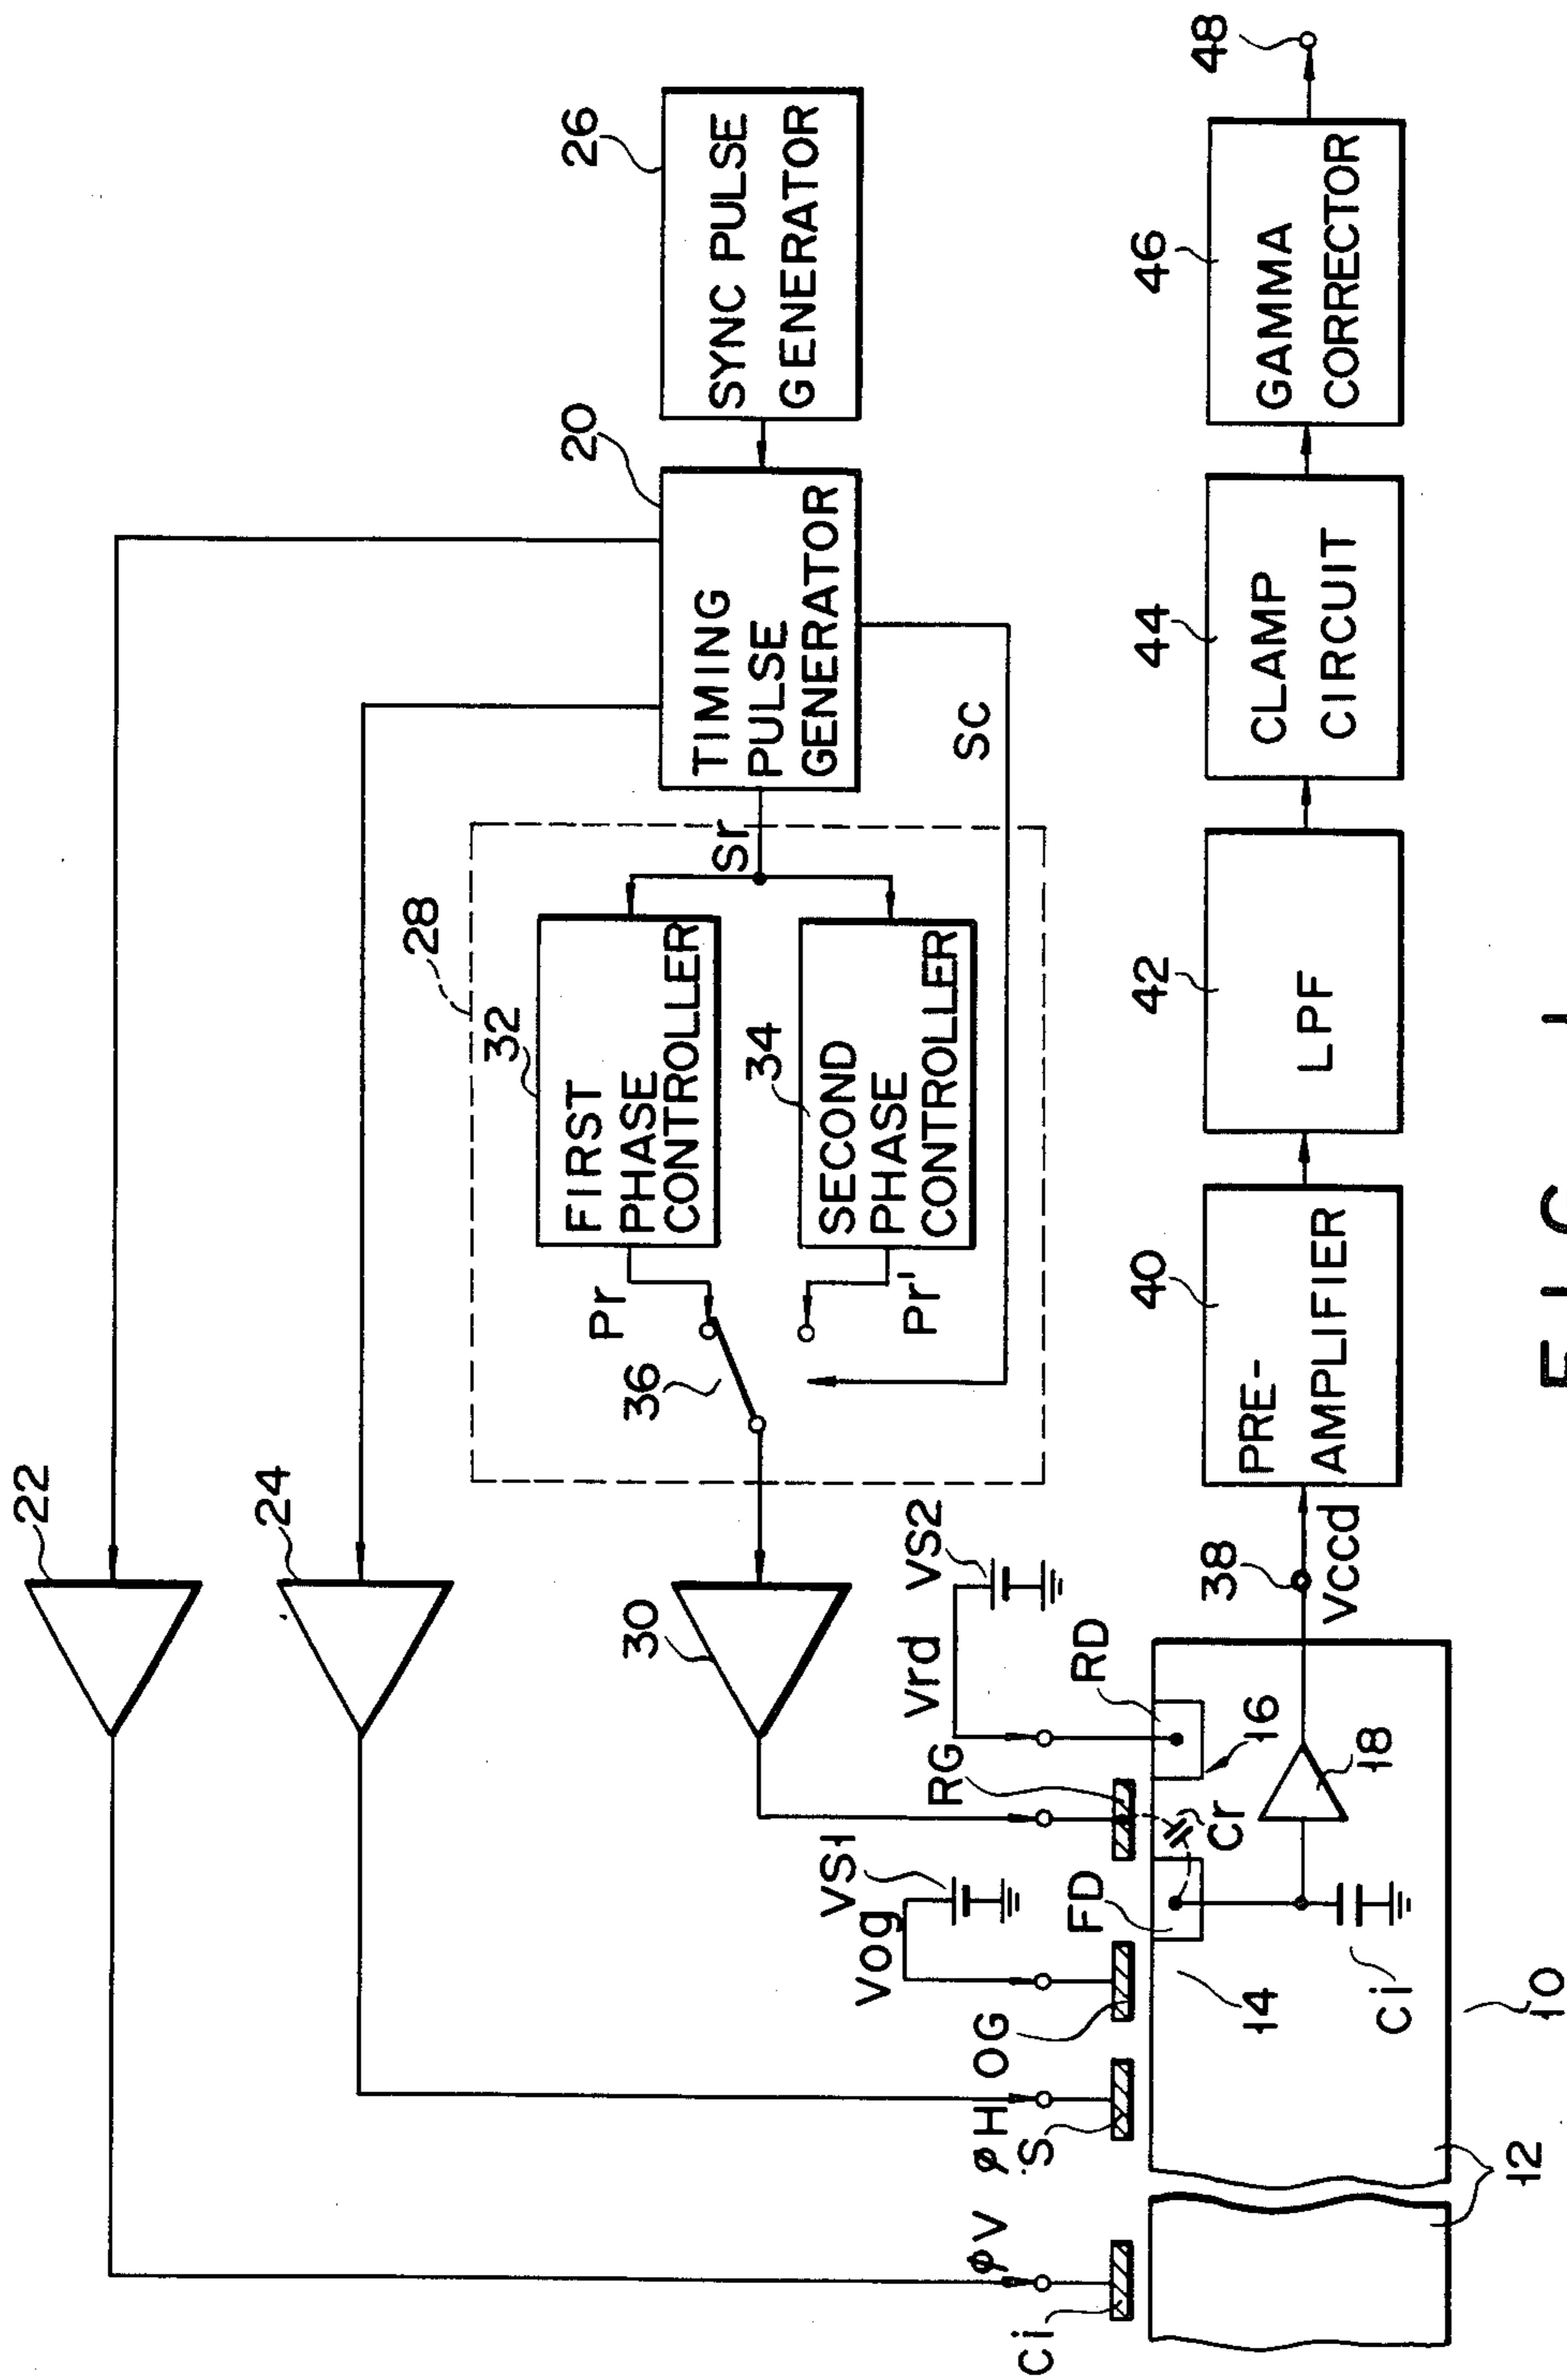 22
24
26
SYNC PULSE
GENERATOR
20
TIMING
PULSE
GENERATOR
28
Sr
Sc
32
FIRST
PHASE
CONTROLLER
34
SECOND
PHASE
CONTROLLER
Pr
Pr'
36
30
VS2
Vrd
VS1
Vog
RG
RD
FD
OG
φH
S
φV
Ci
Cr
16
18
14
Ci
10
12
38
Vccd
40
PRE-
AMPLIFIER
42
LPF
44
CLAMP
CIRCUIT
46
GAMMA
CORRECTOR
48